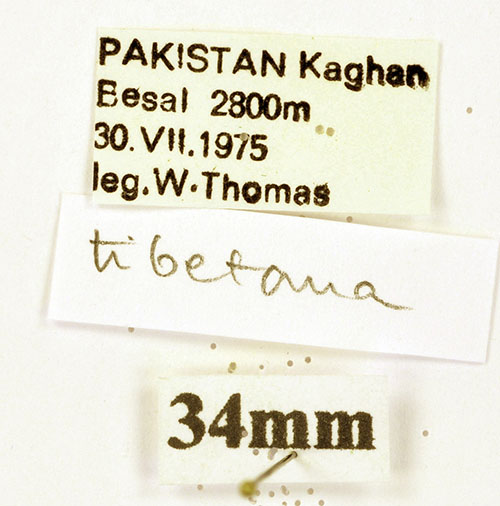 PAKISTAN Kaghan
Besal 2800m
30.VII.1975
leg.W.Thomas
tibetana
34mm